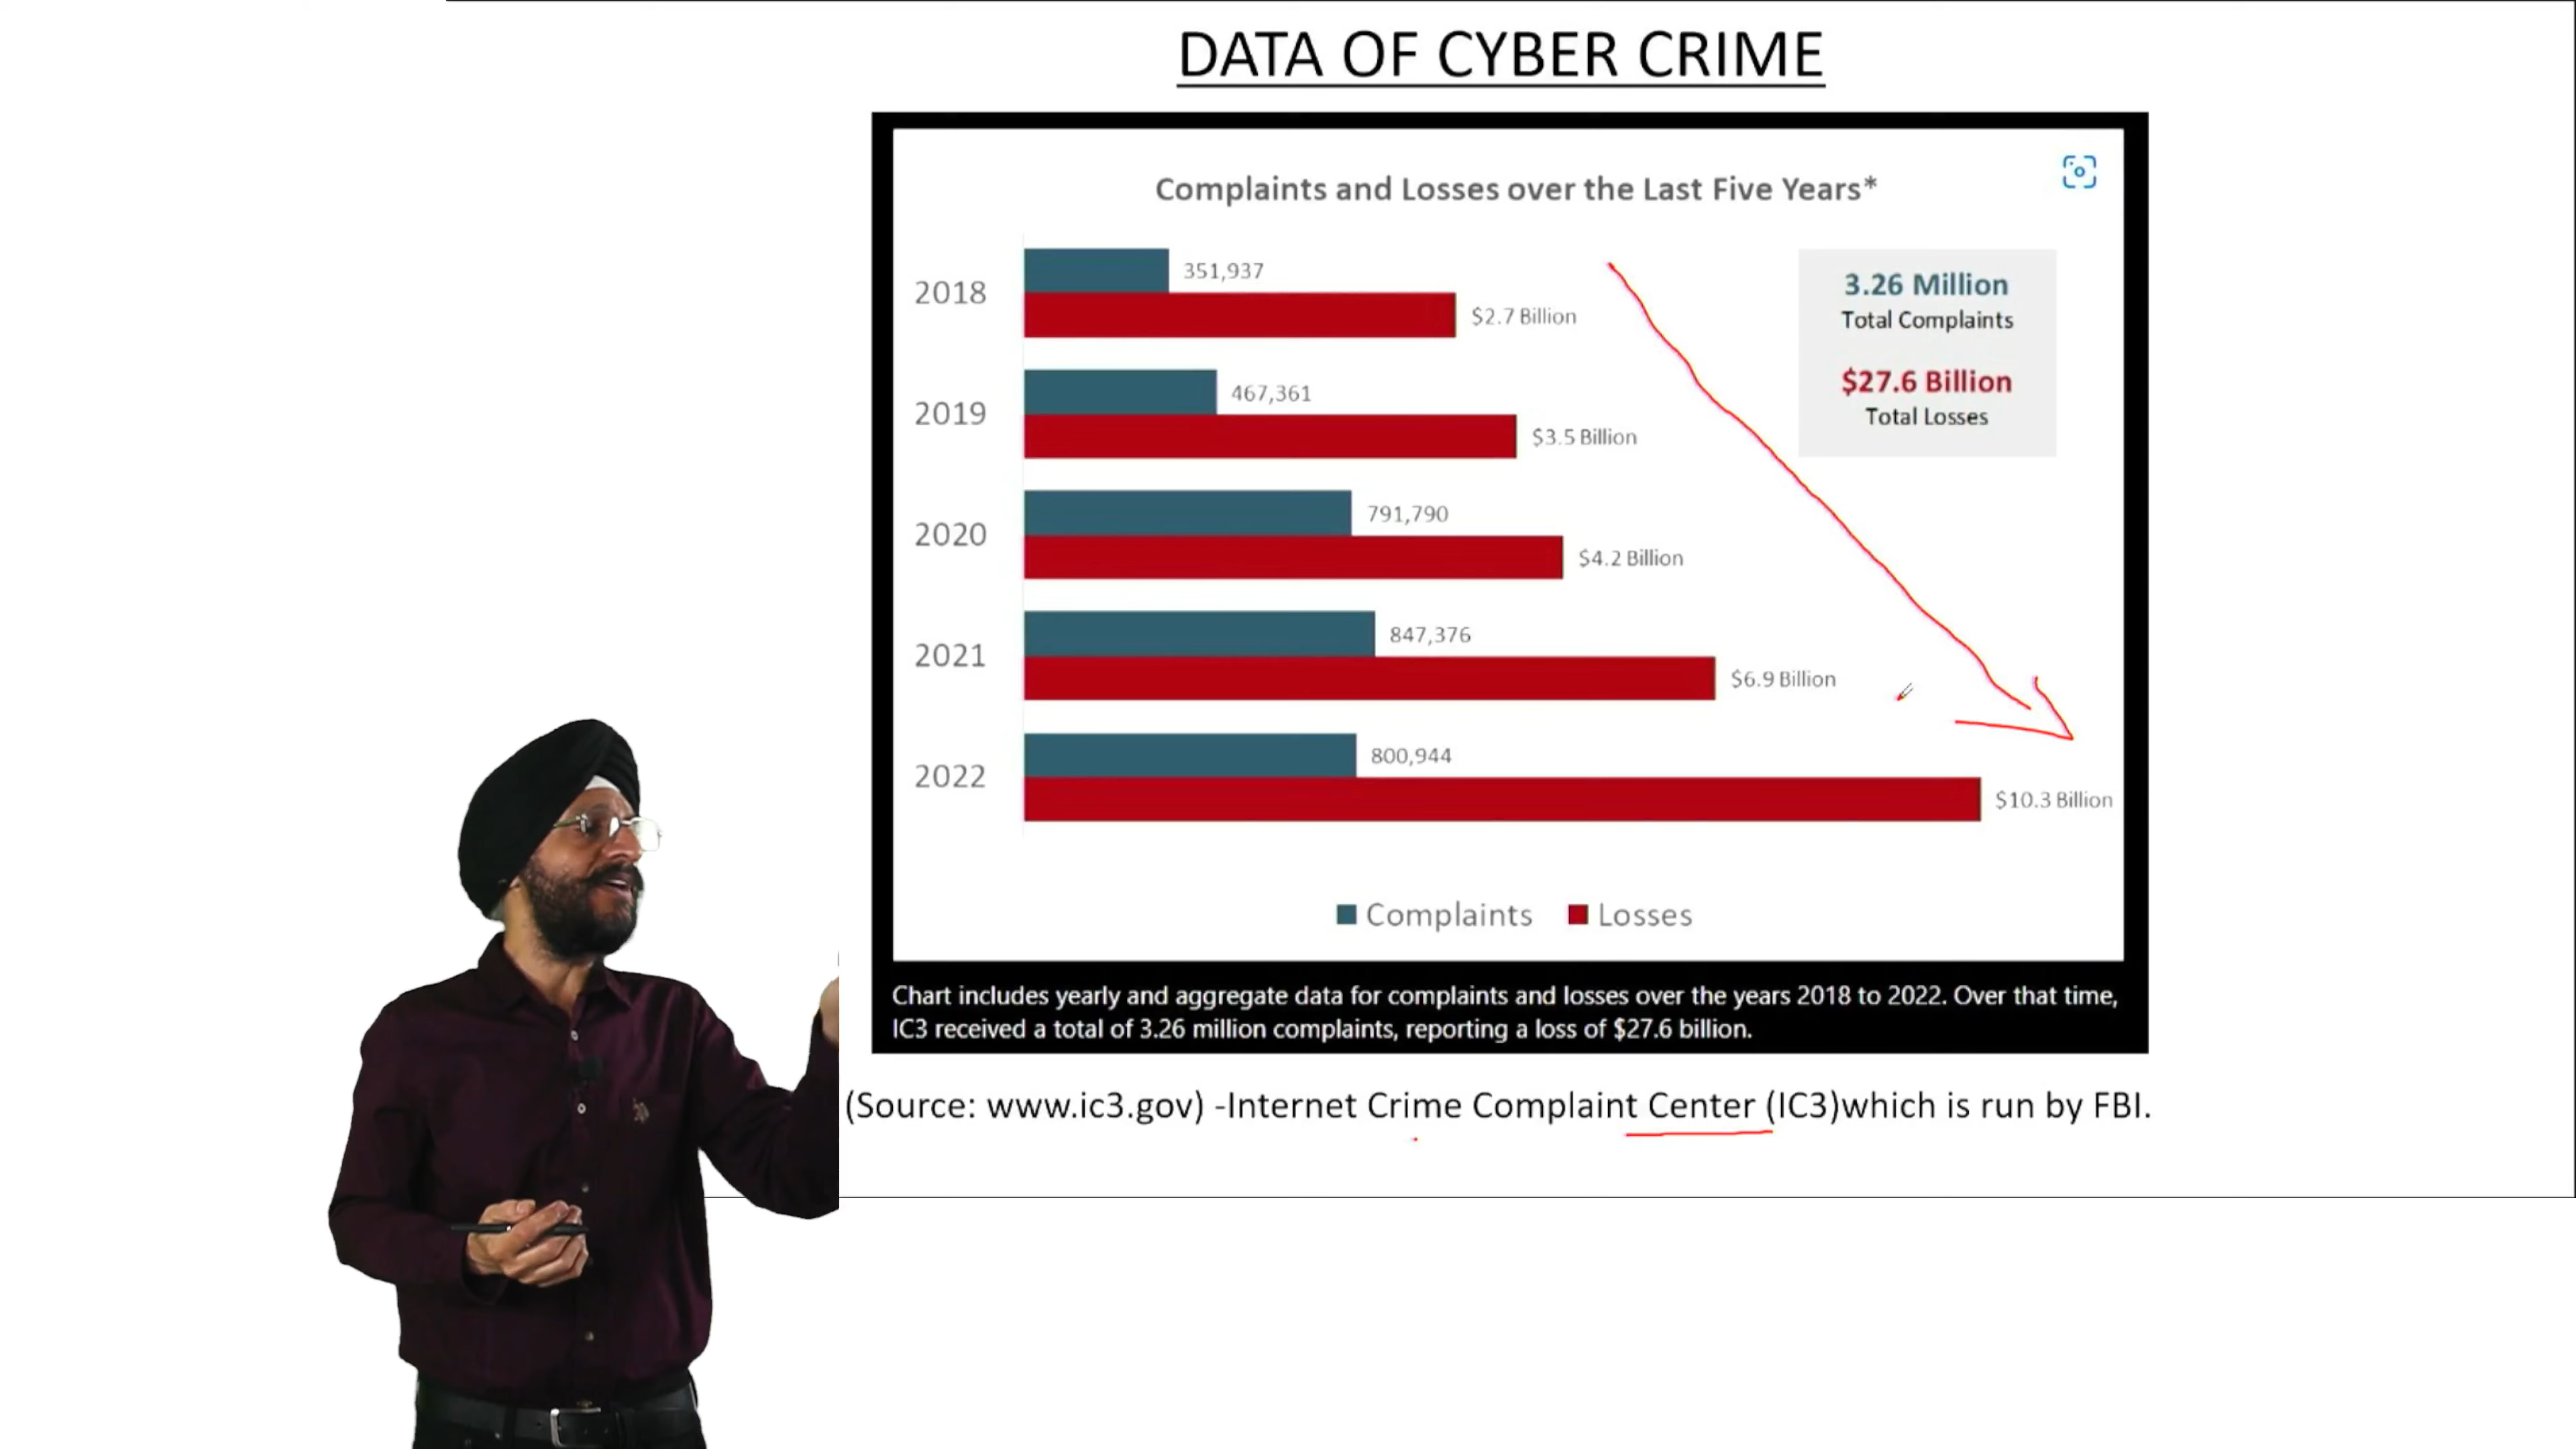 DATA OF CYBER CRIME
Complaints and Losses over the Last Five Years*
2018
351,937
$2.7 Billion
2019
467,361
$3.5 Billion
2020
791,790
$4.2 Billion
2021
847,376
$6.9 Billion
2022
800,944
$10.3 Billion
3.26 Million
Total Complaints
$27.6 Billion
Total Losses
Complaints
Losses
Chart includes yearly and aggregate data for complaints and losses over the years 2018 to 2022. Over that time,
IC3 received a total of 3.26 million complaints, reporting a loss of $27.6 billion.
(Source: www.ic3.gov) -Internet Crime Complaint Center (IC3)which is run by FBI.